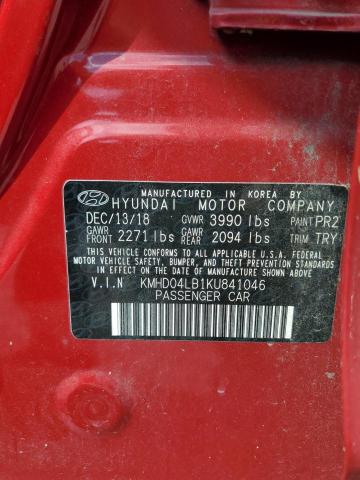 MANUFACTURED IN KOREA BY
HYUNDAI MOTOR COMPANY
DEC/13/18 GVWR 3990 lbs PAINT PR2
GAWR FRONT 2271 lbs GAWR REAR 2094 lbs TRIM TRY
THIS VEHICLE CONFORMS TO ALL APPLICABLE U.S.A FEDERAL
MOTOR VEHICLE SAFETY, BUMPER, AND THEFT PREVENTION
STANDARDS IN EFFECT ON THE DATE OF MANUFACTURE SHOWN
ABOVE.
V.I.N KMHD04LB1KU841046
PASSENGER CAR